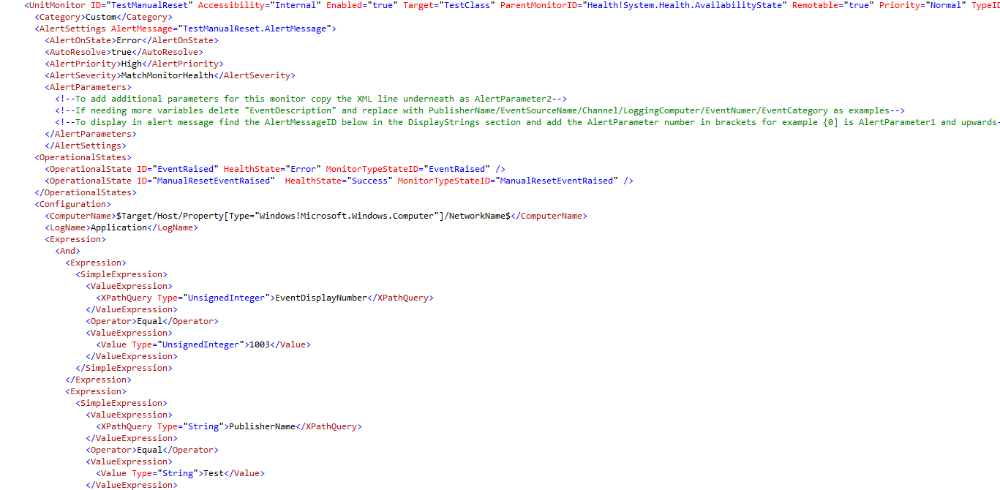 <UnitMonitor ID="TestManualReset" Accessibility="Internal" Enabled="true" Target="TestClass" ParentMonitorID="Health!System.Health.AvailabilityState" Remotable="true" Priority="Normal" TypeID
<Category>Custom</Category>
<AlertSettings AlertMessage="TestManualReset.AlertMessage">
<AlertOnState>Error</AlertOnState>
<AutoResolve>true</AutoResolve>
<AlertPriority>High</AlertPriority>
<AlertSeverity>MatchMonitorHealth</AlertSeverity>
<AlertParameters>
<!--To add additional parameters for this monitor copy the XML line underneath as AlertParameter2-->
<!--If needing more variables delete "EventDescription" and replace with PublisherName/EventSourceName/Channel/LoggingComputer/EventNumer/EventCategory as examples-->
<!--To display in alert message find the AlertMessageID below in the DisplayStrings section and add the AlertParameter number in brackets for example {0] is AlertParameter1 and upwards-
</AlertParameters>
</AlertSettings>
<OperationalStates>
<OperationalState ID="EventRaised" HealthState="Error" MonitorTypeStateID="EventRaised" />
<OperationalState ID="ManualResetEventRaised"  HealthState="Success" MonitorTypeStateID="ManualResetEventRaised" />
</OperationalStates>
<Configuration>
<ComputerName>$Target/Host/Property[Type="Windows!Microsoft.Windows.Computer"]/NetworkName$</ComputerName>
<LogName>Application</LogName>
<Expression>
<And>
<Expression>
<SimpleExpression>
<ValueExpression>
<XPathQuery Type="UnsignedInteger">EventDisplayNumber</XPathQuery>
</ValueExpression>
<Operator>Equal</Operator>
<ValueExpression>
<Value Type="UnsignedInteger">1003</Value>
</ValueExpression>
</SimpleExpression>
</Expression>
<Expression>
<SimpleExpression>
<ValueExpression>
<XPathQuery Type="String">PublisherName</XPathQuery>
</ValueExpression>
<Operator>Equal</Operator>
<ValueExpression>
<Value Type="String">Test</Value>
</ValueExpression>